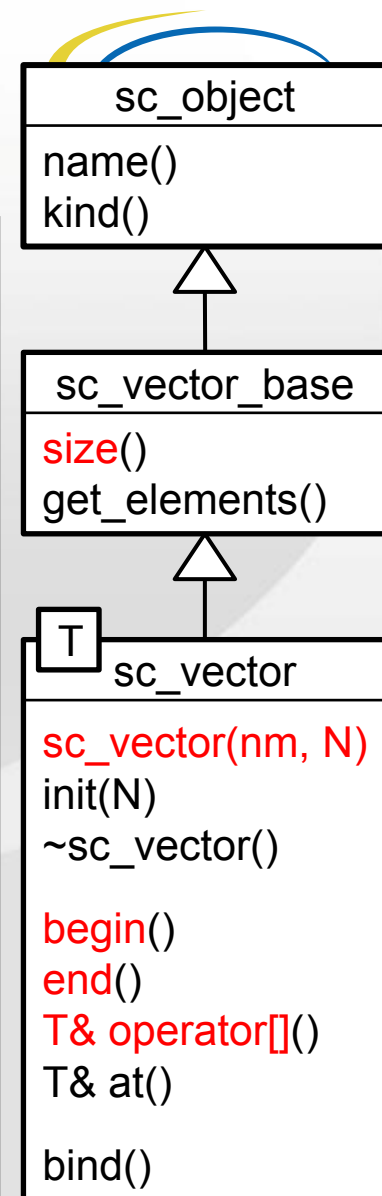 sc_object
name()
kind()
sc_vector_base
size()
get_elements()
T
sc_vector
sc_vector(nm, N)
init(N)
~sc_vector()
begin()
end()
T& operator[]()
T& at()
bind()